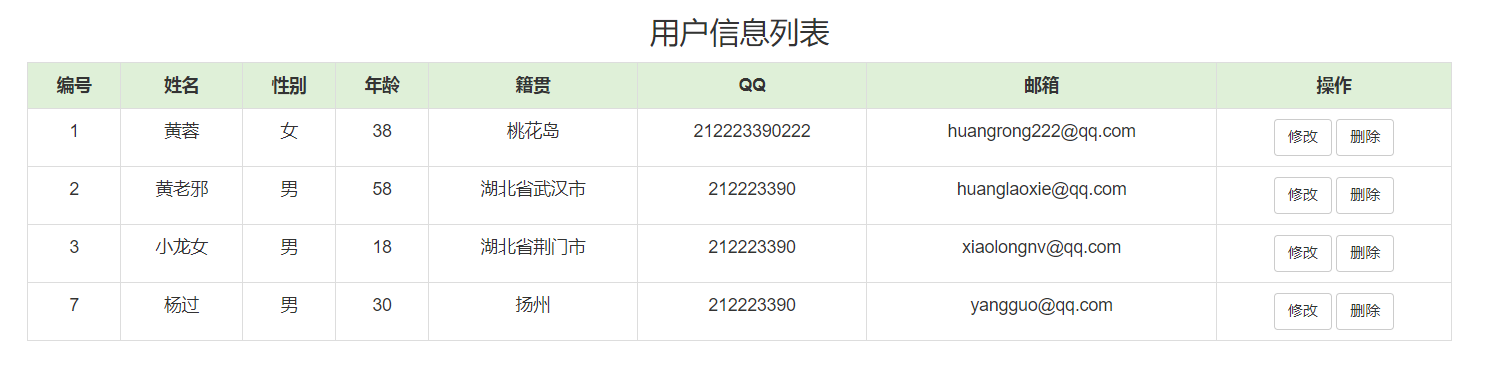 用户信息列表
编号 姓名 性别 年龄 籍贯 QQ 邮箱 操作
1 黄蓉 女 38 桃花岛 212223390222 huangrong222@qq.com 修改 删除
2 黄老邪 男 58 湖北省武汉市 212223390 huanglaoxie@qq.com 修改 删除
3 小龙女 男 18 湖北省荆门市 212223390 xiaolongnv@qq.com 修改 删除
7 杨过 男 30 扬州 212223390 yangguo@qq.com 修改 删除